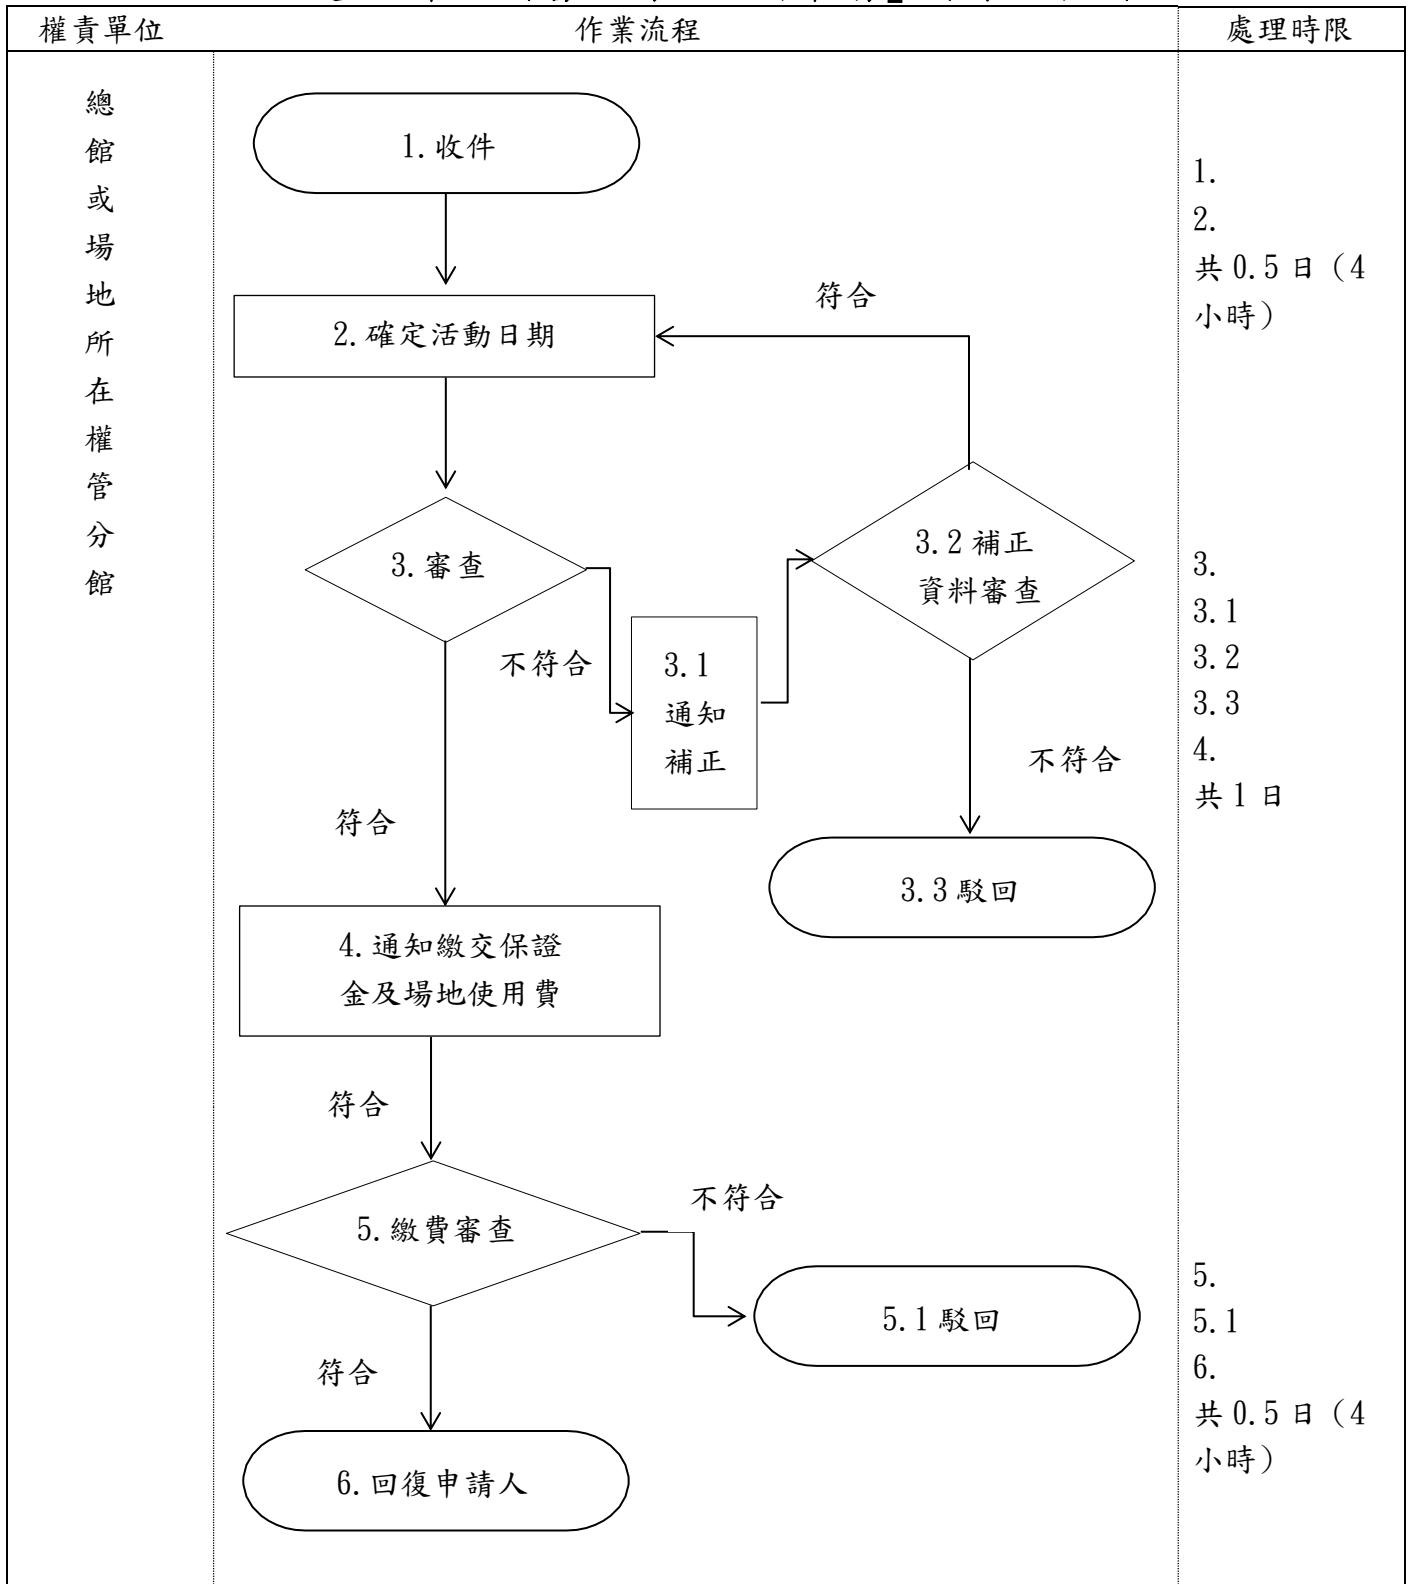 權責單位
作業流程
處理時限
總
館
或
場
地
所
在
權
管
分
館
1.收件
2.確定活動日期
符合
3.審查
不符合
3.1
通知
補正
3.2補正
資料審查
不符合
3.3駁回
符合
4.通知繳交保證
金及場地使用費
符合
5.繳費審查
不符合
5.1駁回
符合
6.回復申請人
1.
2.
共0.5日（4
小時）
3.
3.1
3.2
3.3
4.
共1日
5.
5.1
6.
共0.5日（4
小時）